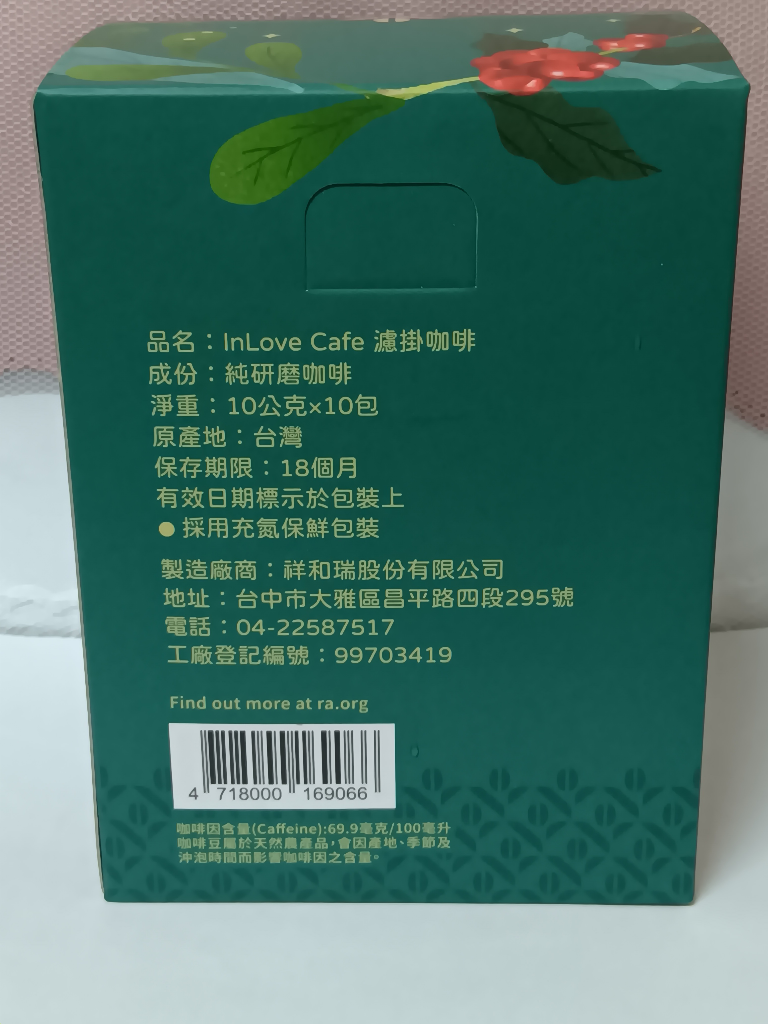 品名：InLove Cafe 濾掛咖啡
成份：純研磨咖啡
淨重：10公克×10包
原產地：台灣
保存期限：18個月
有效日期標示於包裝上
●採用充氮保鮮包裝
製造廠商：祥和瑞股份有限公司
地址：台中市大雅區昌平路四段295號
電話：04-22587517
工廠登記編號：99703419
Find out more at ra.org
4 718000 169066
咖啡因含量(Caffeine):69.9毫克/100毫升
咖啡豆屬於天然農產品，會因產地、季節及
沖泡時間而影響咖啡因之含量。